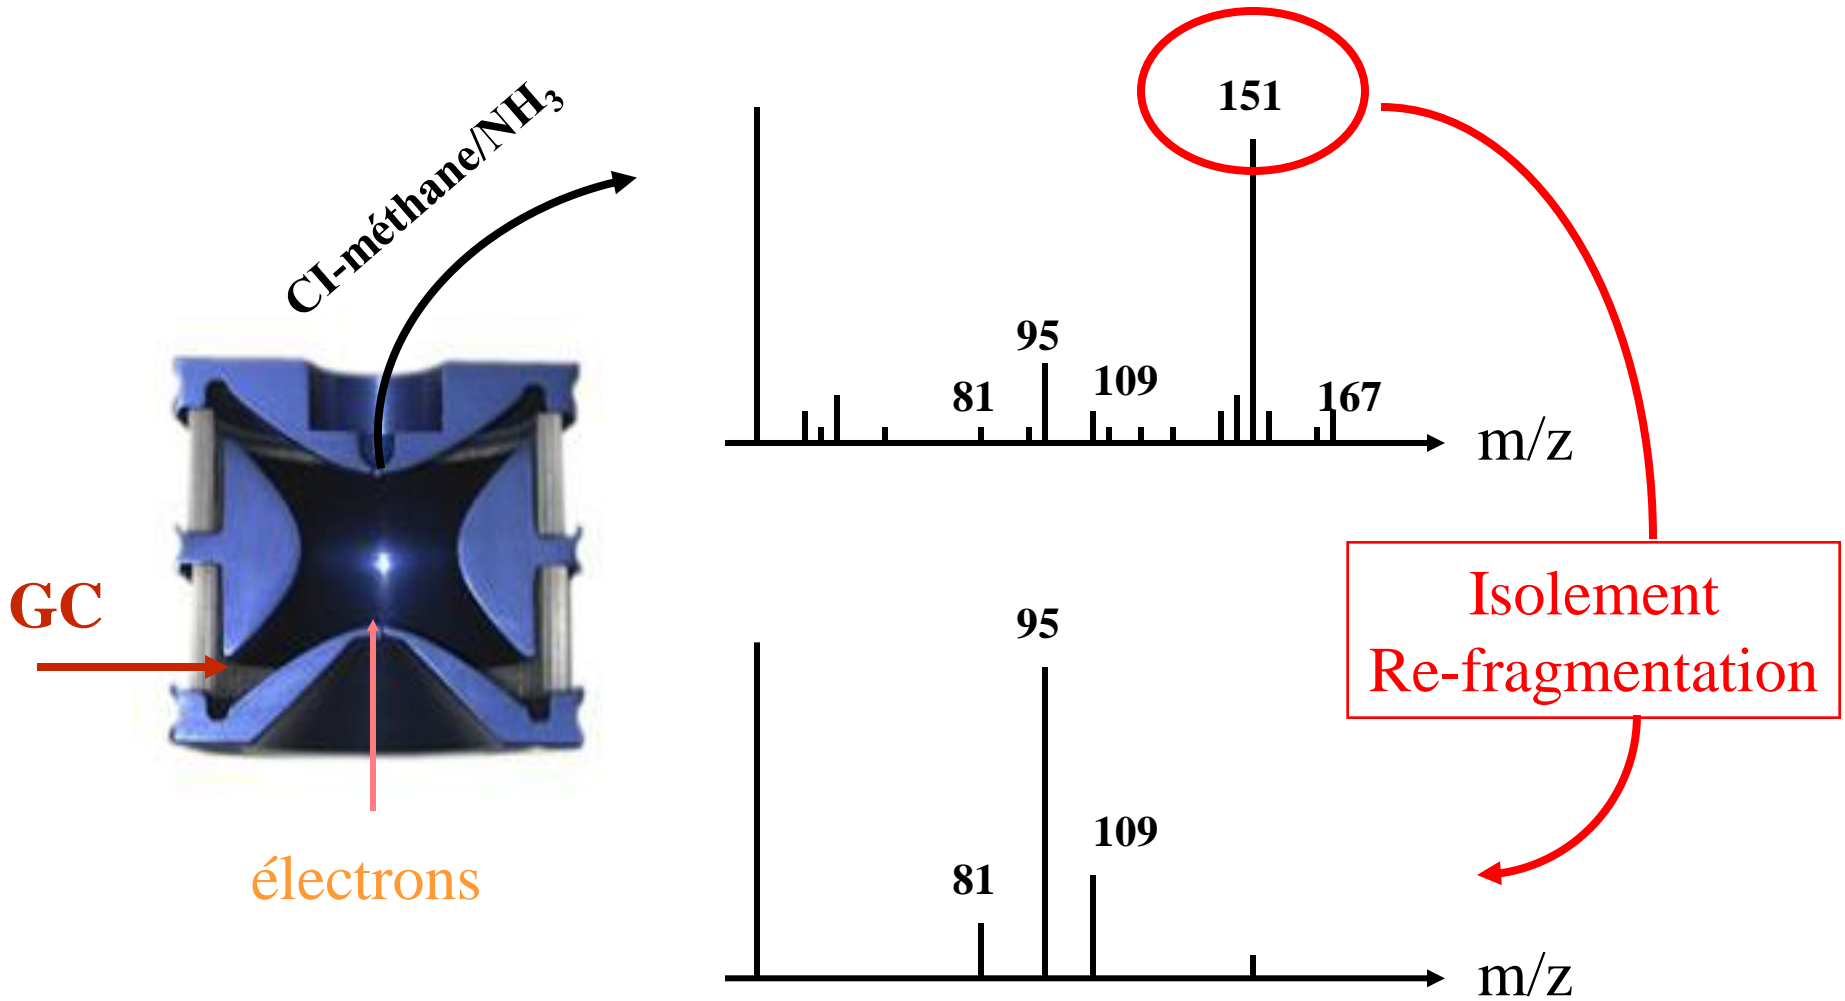 CI-méthane/NH₃
151
95
81
109
167
m/z
GC
électrons
Isolement
Re-fragmentation
95
109
81
m/z